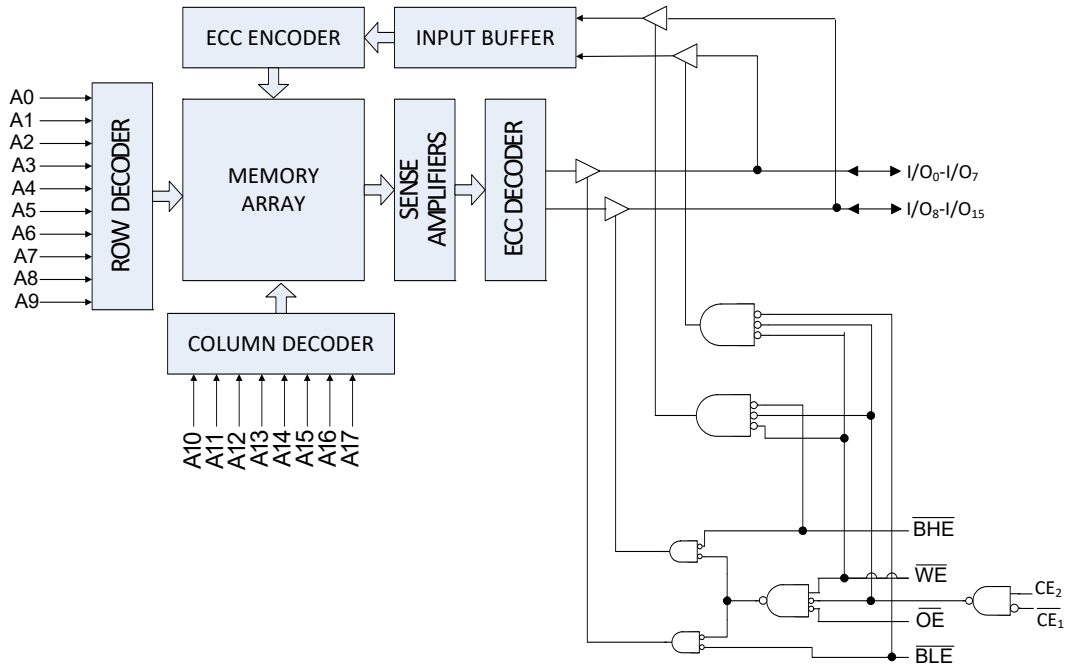 ECC ENCODER
INPUT BUFFER
A0
A1
A2
A3
A4
A5
A6
A7
A8
A9
ROW DECODER
MEMORY
ARRAY
SENSE
AMPLIFIERS
ECC DECODER
I/O0-I/O7
I/O8-I/O15
COLUMN DECODER
A10
A11
A12
A13
A14
A15
A16
A17
BHE
WE
CE2
CE1
OE
BLE